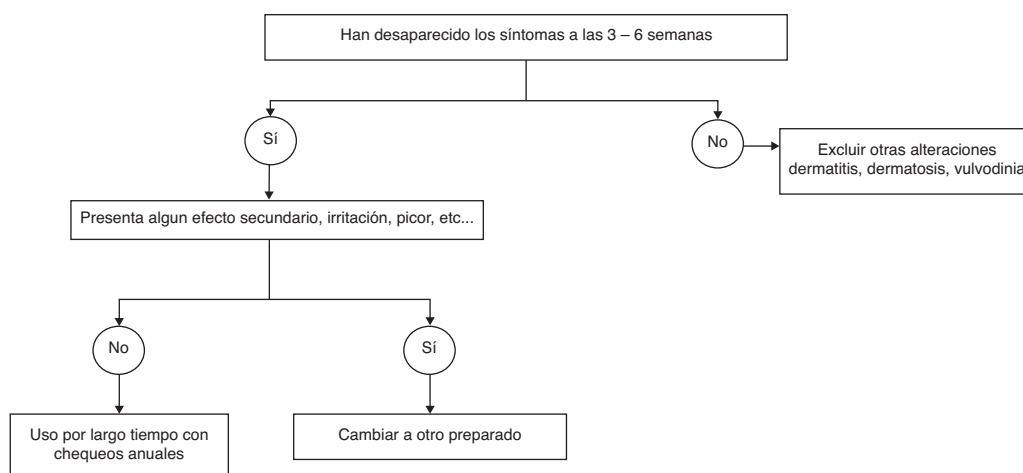 Han desaparecido los síntomas a las 3 – 6 semanas
Sí
No
Excluir otras alteraciones
dermatitis, dermatosis, vulvodinia
Presenta algun efecto secundario, irritación, picor, etc...
No
Sí
Uso por largo tiempo con
chequeos anuales
Cambiar a otro preparado